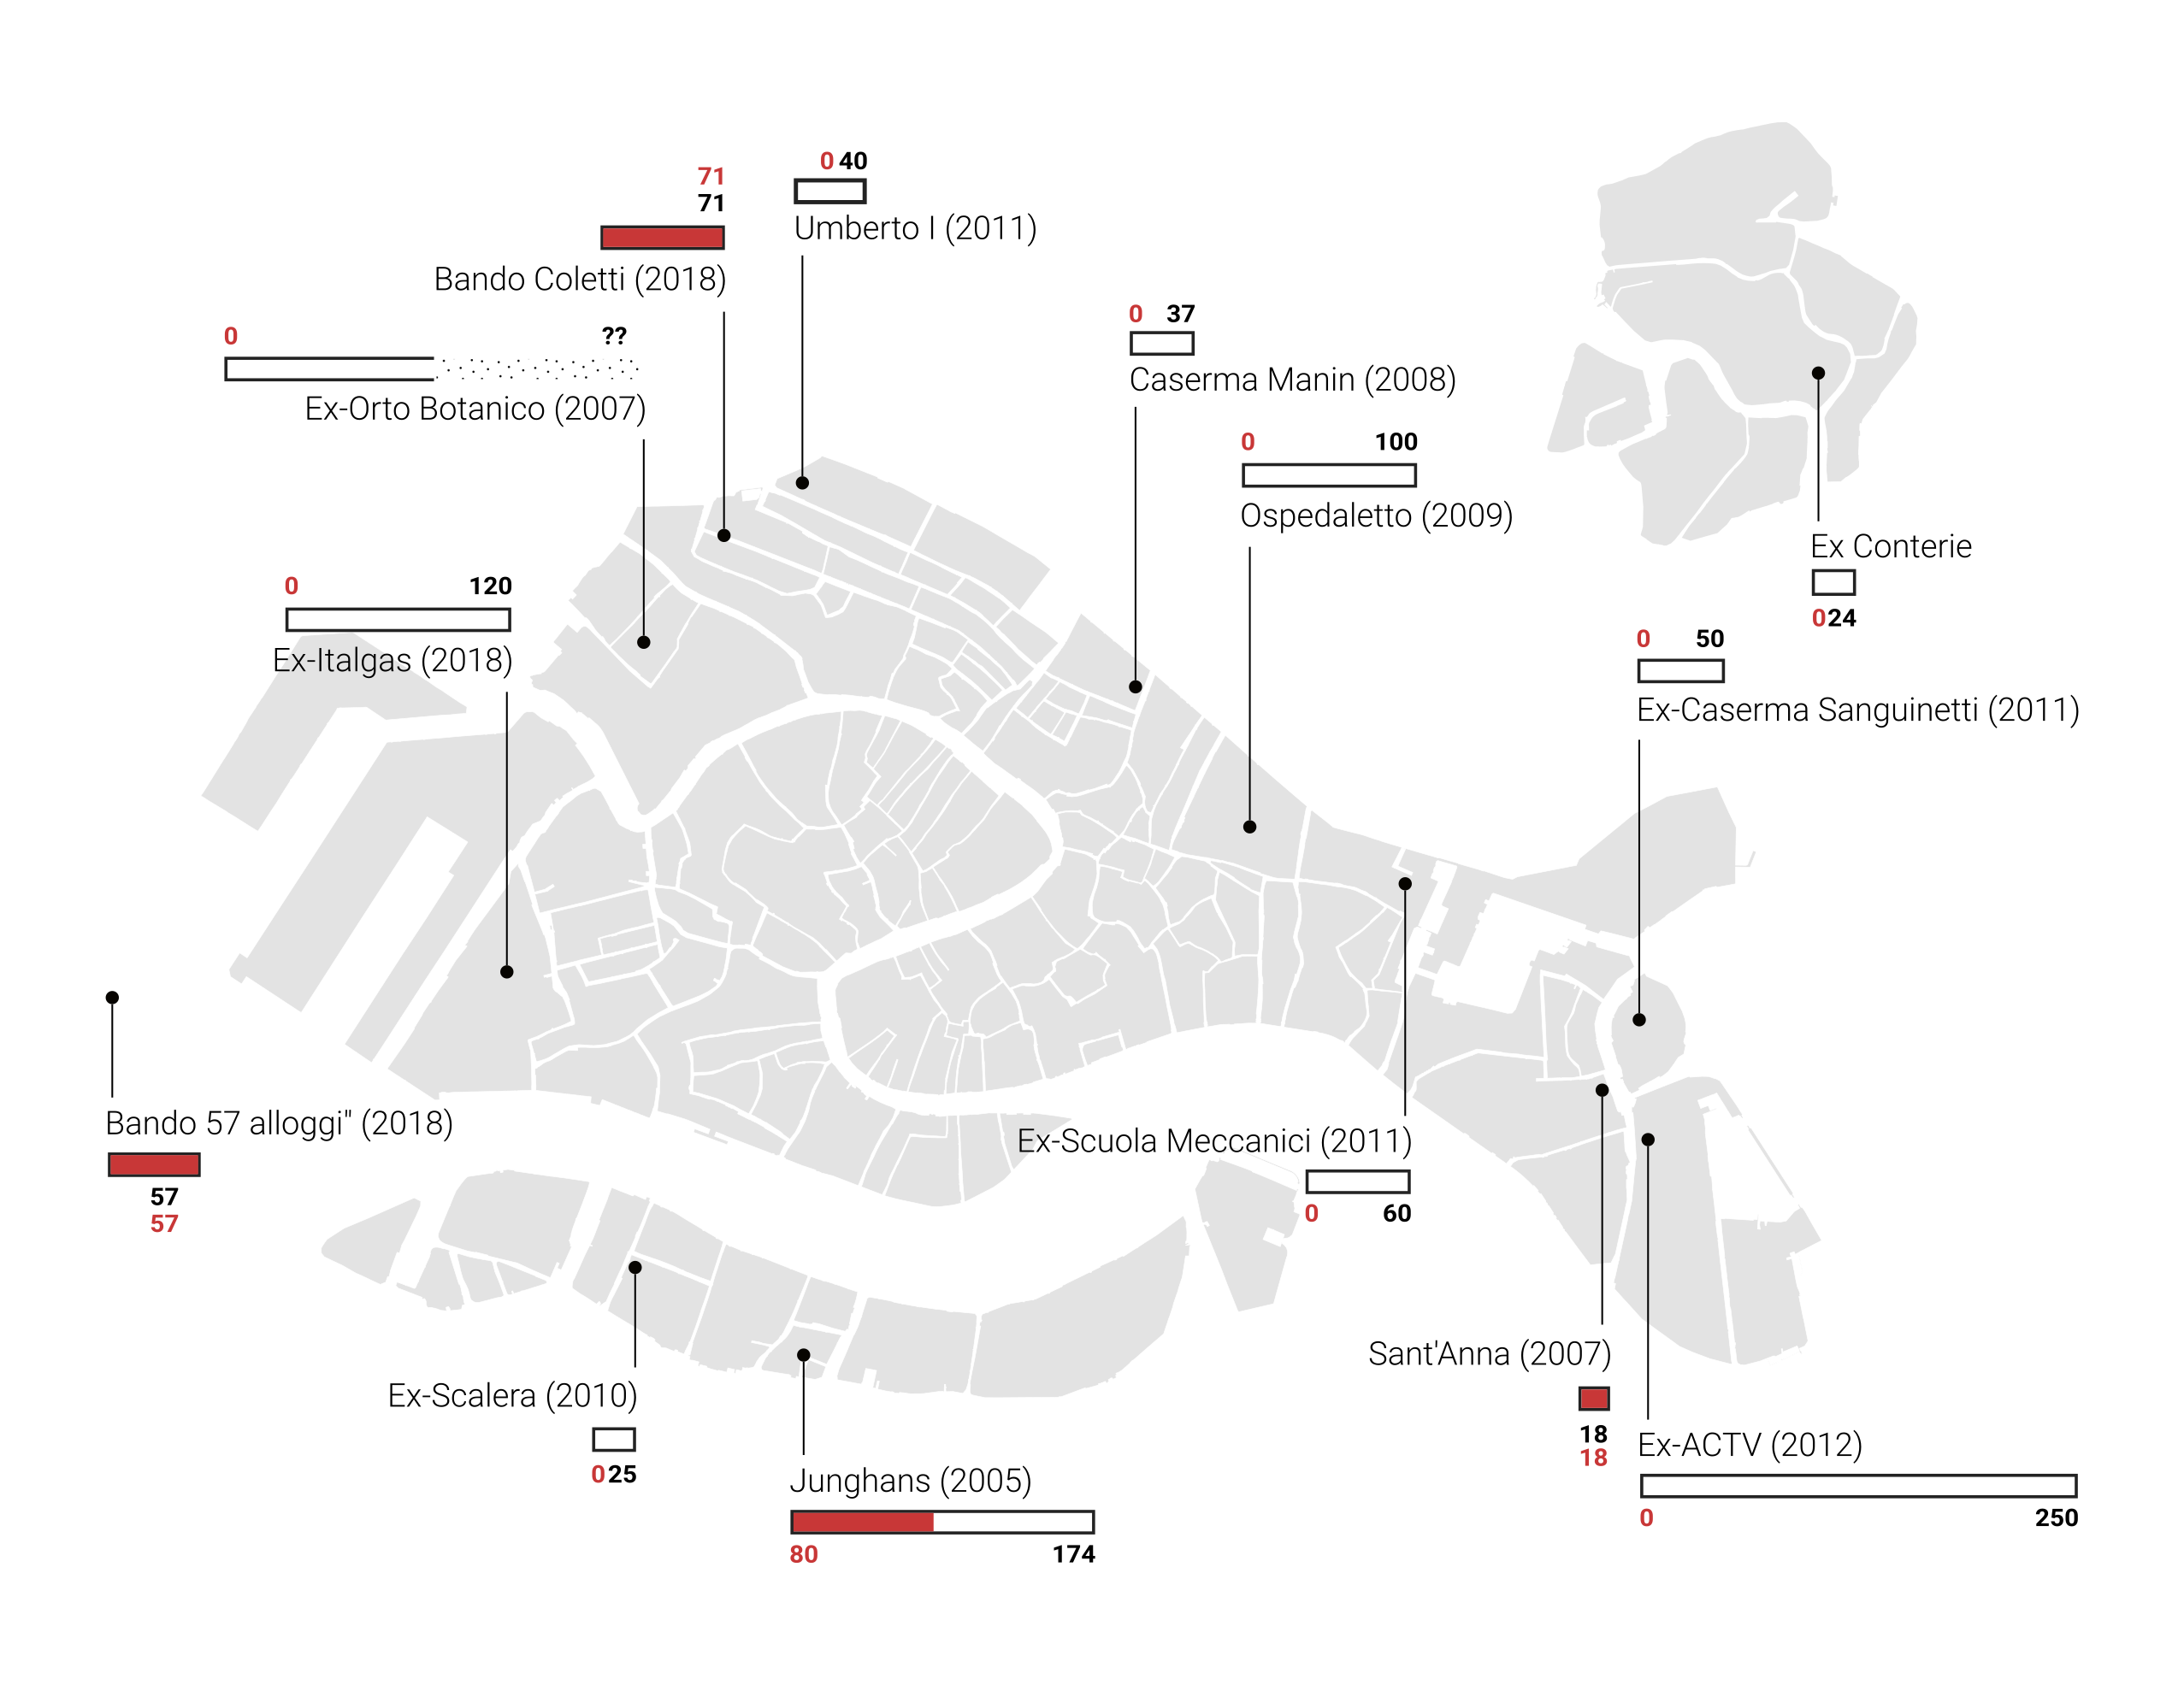 0 40
Umberto I (2011)
71
71
Bando Coletti (2018)
0 ??
Ex-Orto Botanico (2007)
0 37
Caserma Manin (2008)
0 100
Ospedaletto (2009)
Ex Conterie
0 24
0 120
Ex-Italgas (2018)
0 50
Ex-Caserma Sanguinetti (2011)
Bando 57 alloggi" (2018)
57
57
Ex-Scuola Meccanici (2011)
0 60
Sant'Anna (2007)
18
18
Ex-Scalera (2010)
0 25
Ex-ACTV (2012)
0 250
Junghans (2005)
80 174